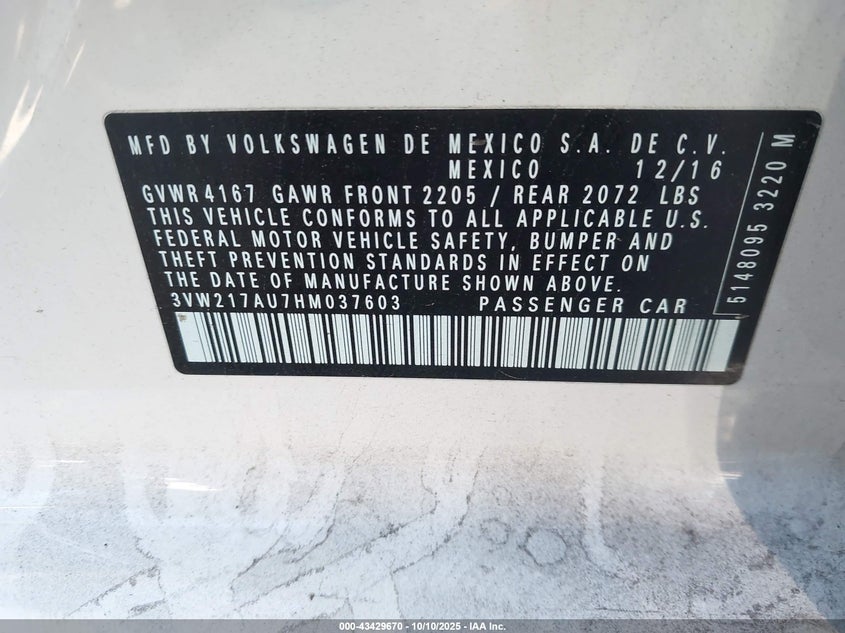 MFD BY VOLKSWAGEN DE MEXICO S.A. DE C.V.
MEXICO 12/16
GVWR 4167 GAWR FRONT 2205 / REAR 2072 LBS
THIS VEHICLE CONFORMS TO ALL APPLICABLE U.S.
FEDERAL MOTOR VEHICLE SAFETY, BUMPER AND
THEFT PREVENTION STANDARDS IN EFFECT ON
THE DATE OF MANUFACTURE SHOWN ABOVE.
3VW217AU7HM037603 PASSENGER CAR
5148095 3220 M
000-43429670 - 10/10/2025 - IAA Inc.